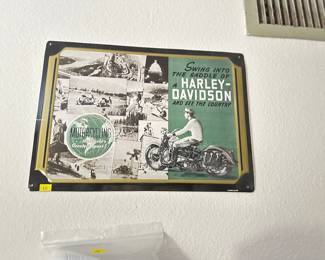 SWING INTO
THE SADDLE OF
A HARLEY-
DAVIDSON
AND SEE THE COUNTRY
MOTORCYCLING